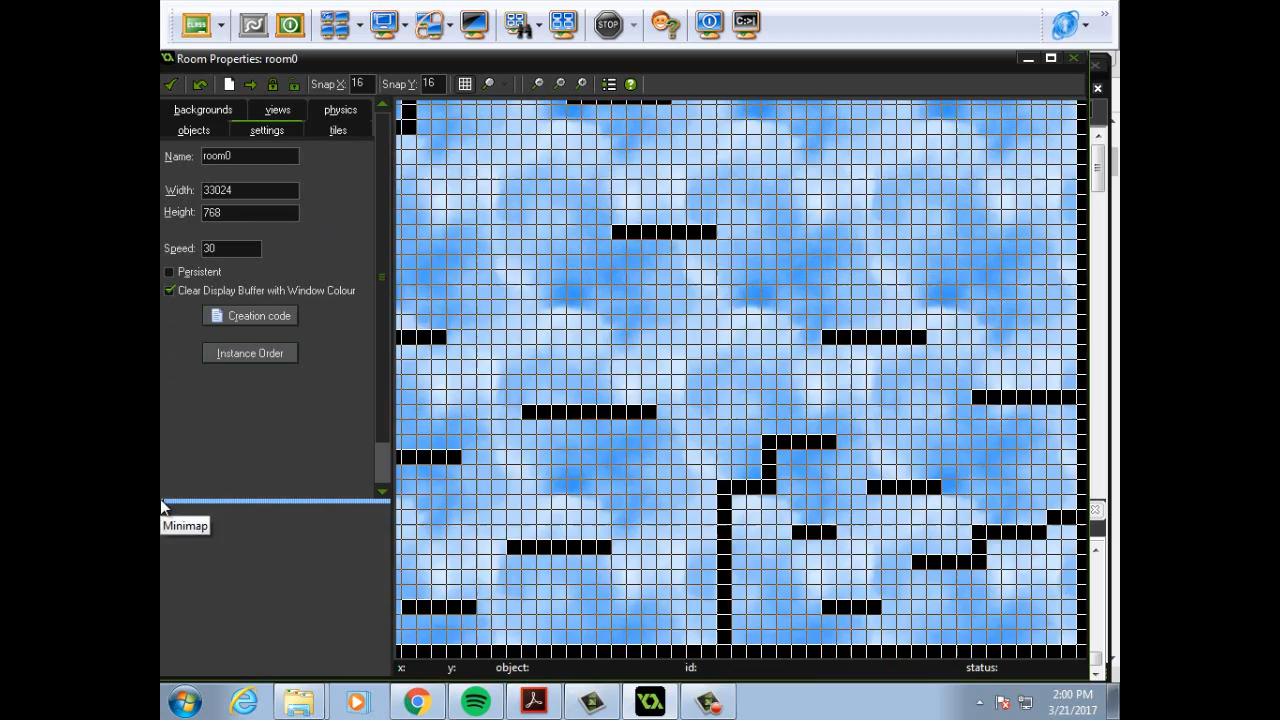 CLASS
STOP
C:\>
Room Properties: room0
Snap X: 16 Snap Y: 16
backgrounds views physics
objects settings tiles
Name: room0
Width: 33024
Height: 768
Speed: 30
Persistent
Clear Display Buffer with Window Colour
Creation code
Instance Order
Minimap
x: y: object: id: status:
2:00 PM
3/21/2017